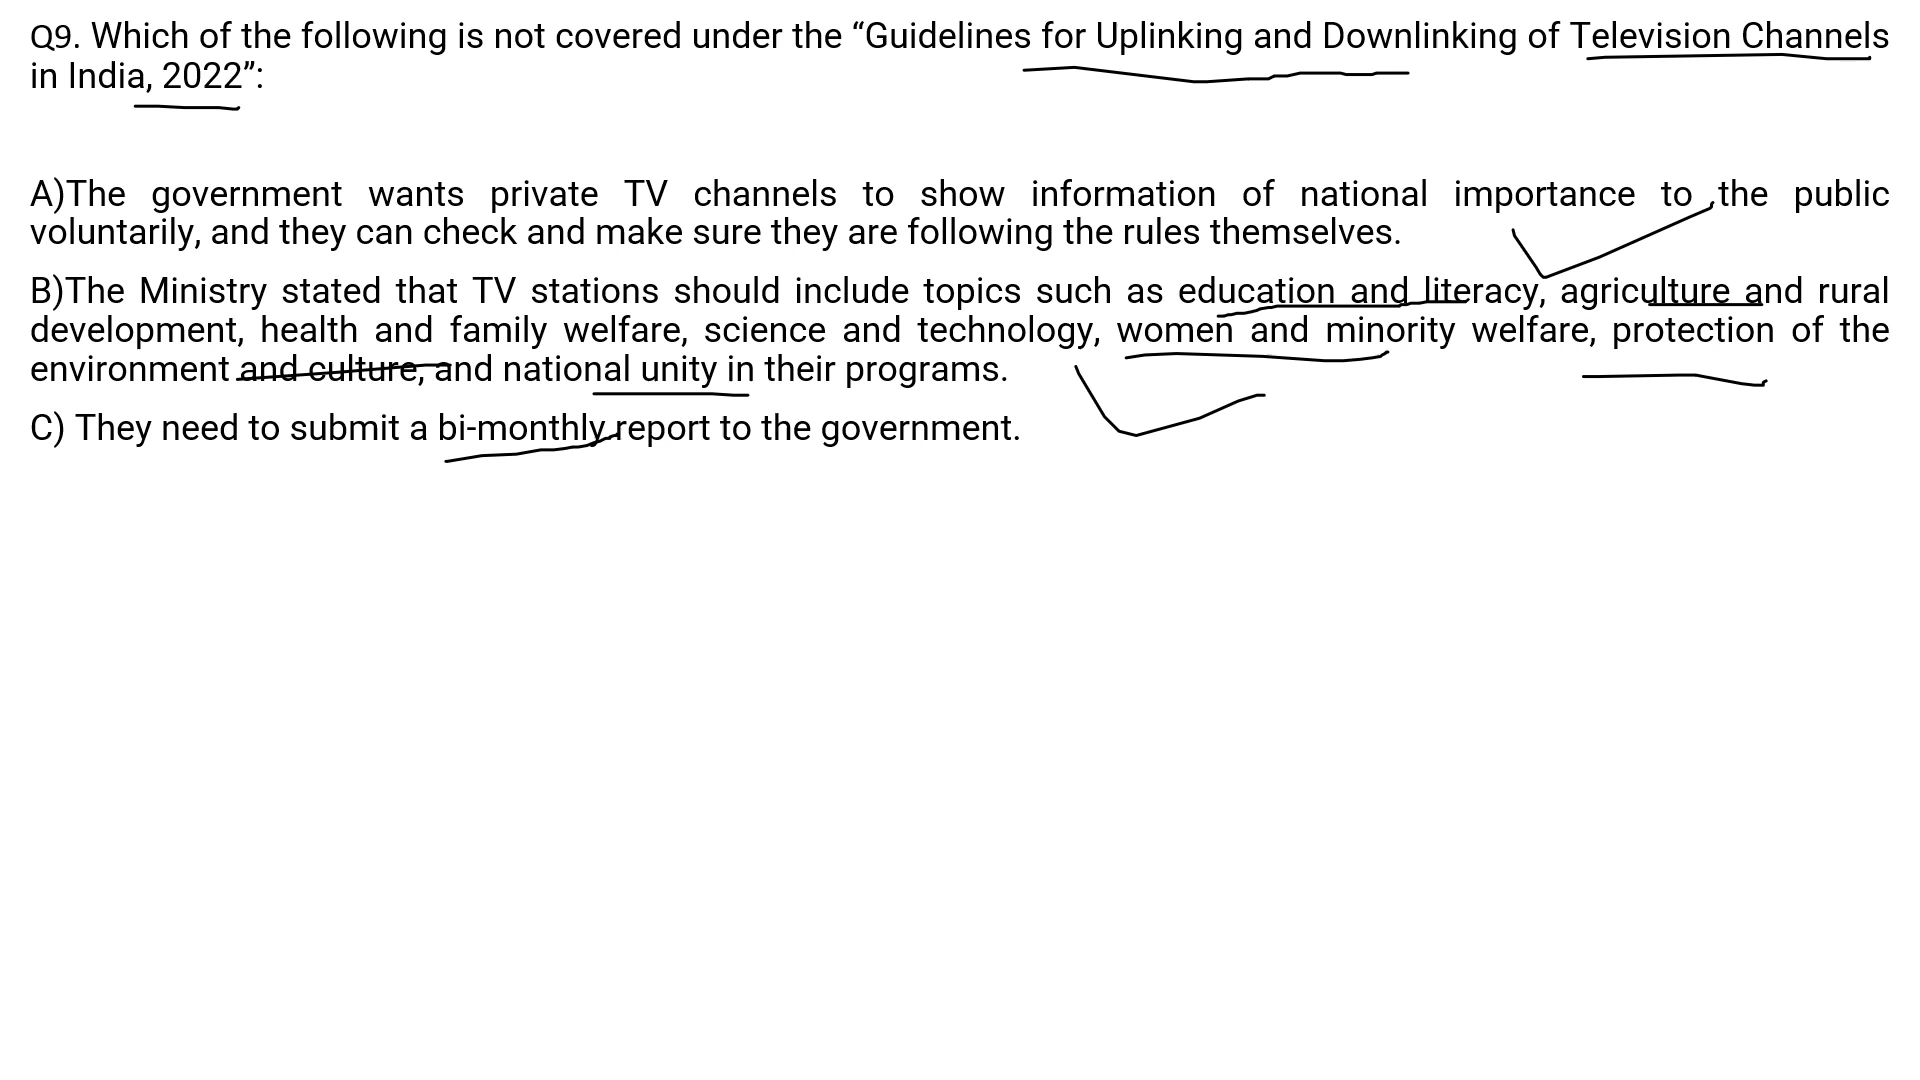 Q9. Which of the following is not covered under the “Guidelines for Uplinking and Downlinking of Television Channels
in India, 2022”:
A)The government wants private TV channels to show information of national importance to the public
voluntarily, and they can check and make sure they are following the rules themselves.
B)The Ministry stated that TV stations should include topics such as education and literacy, agriculture and rural
development, health and family welfare, science and technology, women and minority welfare, protection of the
environment and culture, and national unity in their programs.
C) They need to submit a bi-monthly report to the government.